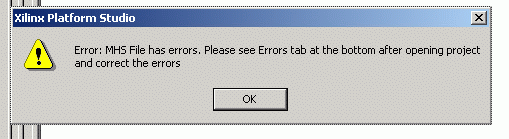 Xilinx Platform Studio
Error: MHS File has errors. Please see Errors tab at the bottom after opening project
and correct the errors
OK